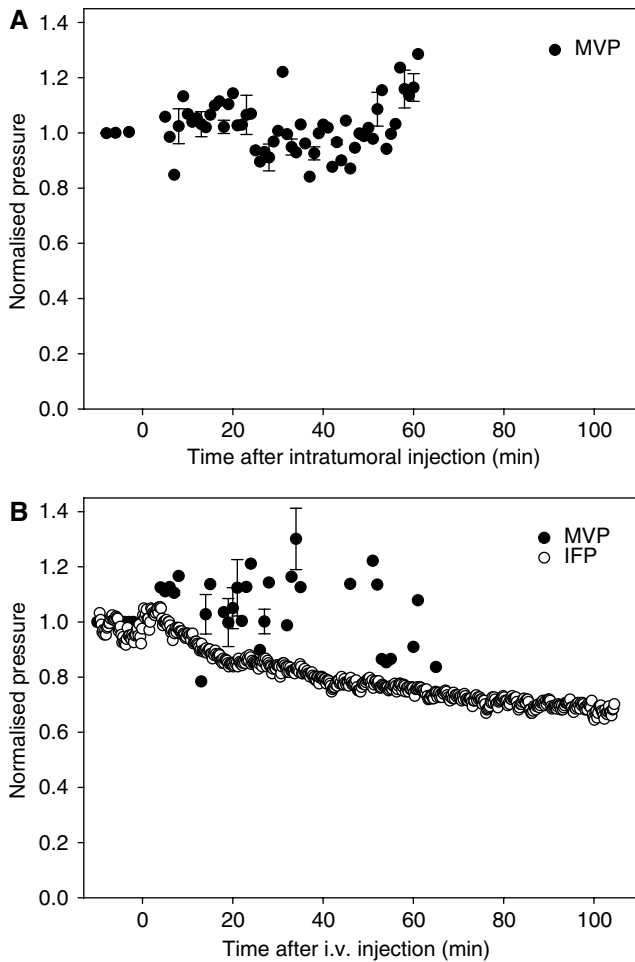 A
1.4
1.2
1.0
0.8
0.6
0.4
0.2
0.0
Normalised pressure
MVP
0 20 40 60 80 100
Time after intratumoral injection (min)
B
1.4
1.2
1.0
0.8
0.6
0.4
0.2
0.0
Normalised pressure
MVP
IFP
0 20 40 60 80 100
Time after i.v. injection (min)